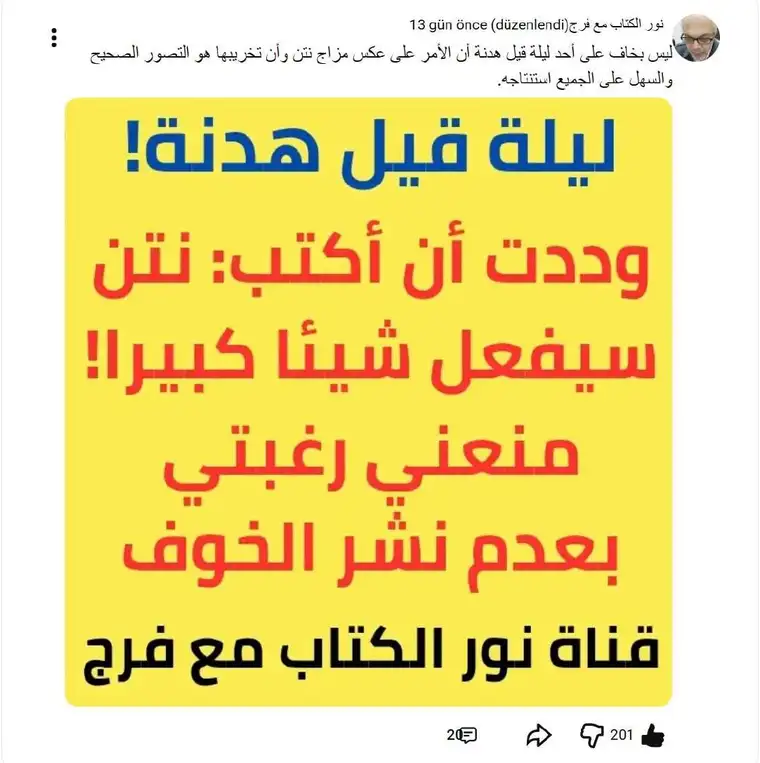 نور الكتاب مع فرج(düzenlendi) 13 gün önce
ليس بخاف على أحد ليلة قيل هدنة أن الأمر على عكس مزاج نتن وأن تخريبها هو التصور الصحيح
والسهل على الجميع استنتاجه.
ليلة قيل هدنة!
وددت أن أكتب: نتن
سيفعل شيئا كبيرا!
منعني رغبتي
بعدم نشر الخوف
قناة نور الكتاب مع فرج
201
20